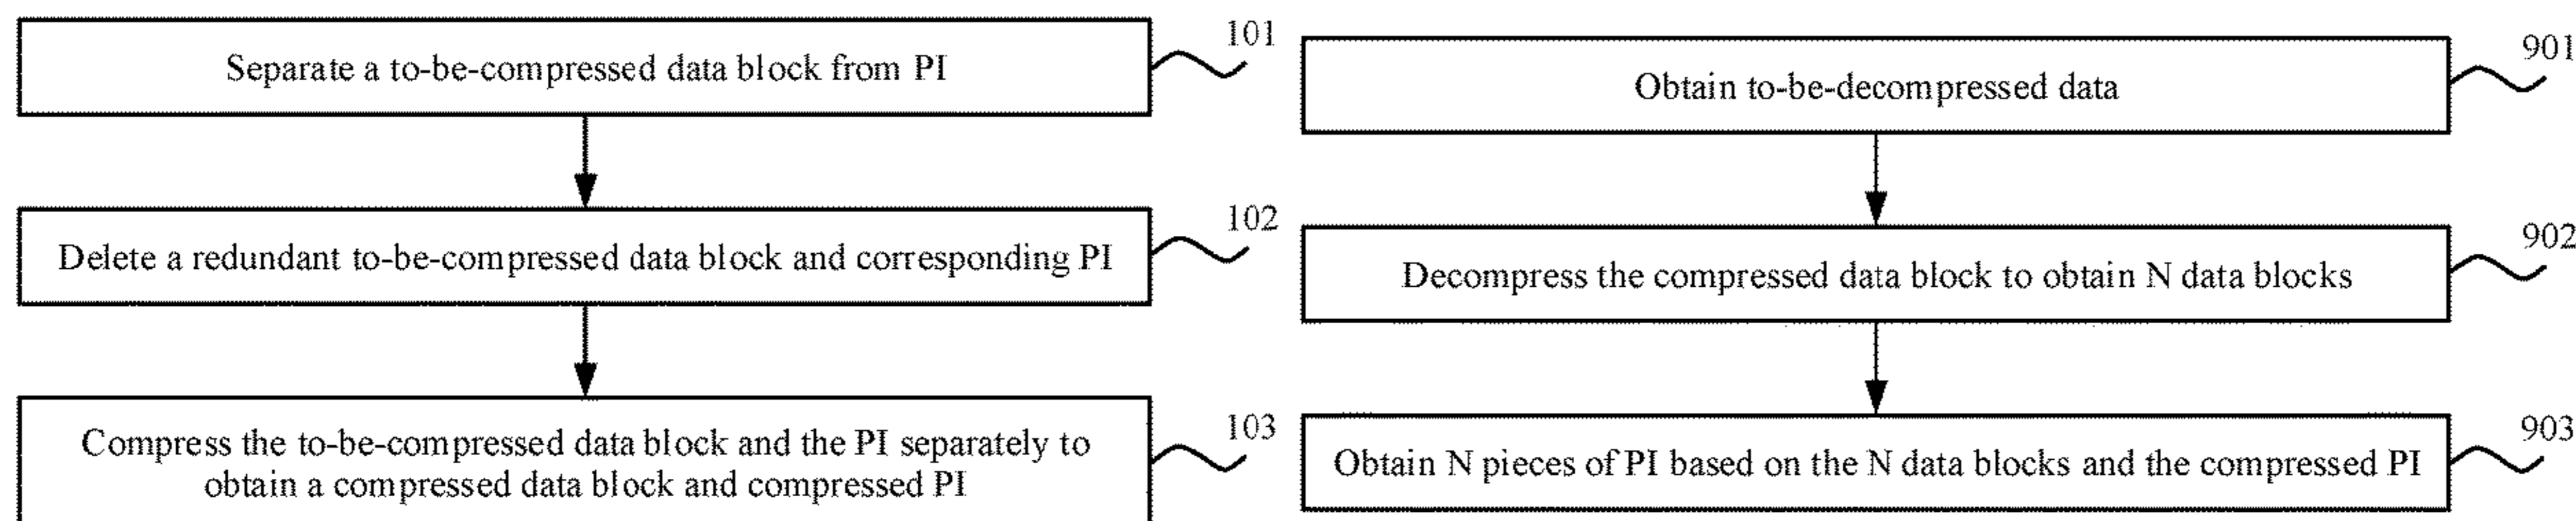 Separate a to-be-compressed data block from PI
101
Delete a redundant to-be-compressed data block and corresponding PI
102
Compress the to-be-compressed data block and the PI separately to
obtain a compressed data block and compressed PI
103
Obtain to-be-decompressed data
901
Decompress the compressed data block to obtain N data blocks
902
Obtain N pieces of PI based on the N data blocks and the compressed PI
903